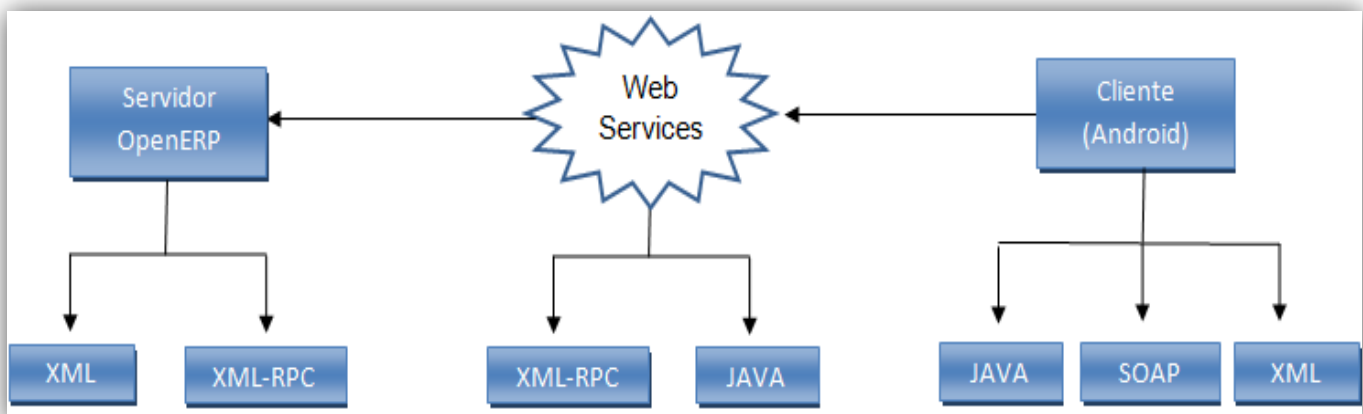 Servidor
OpenERP
Web
Services
Cliente
(Android)
XML
XML-RPC
XML-RPC
JAVA
JAVA
SOAP
XML